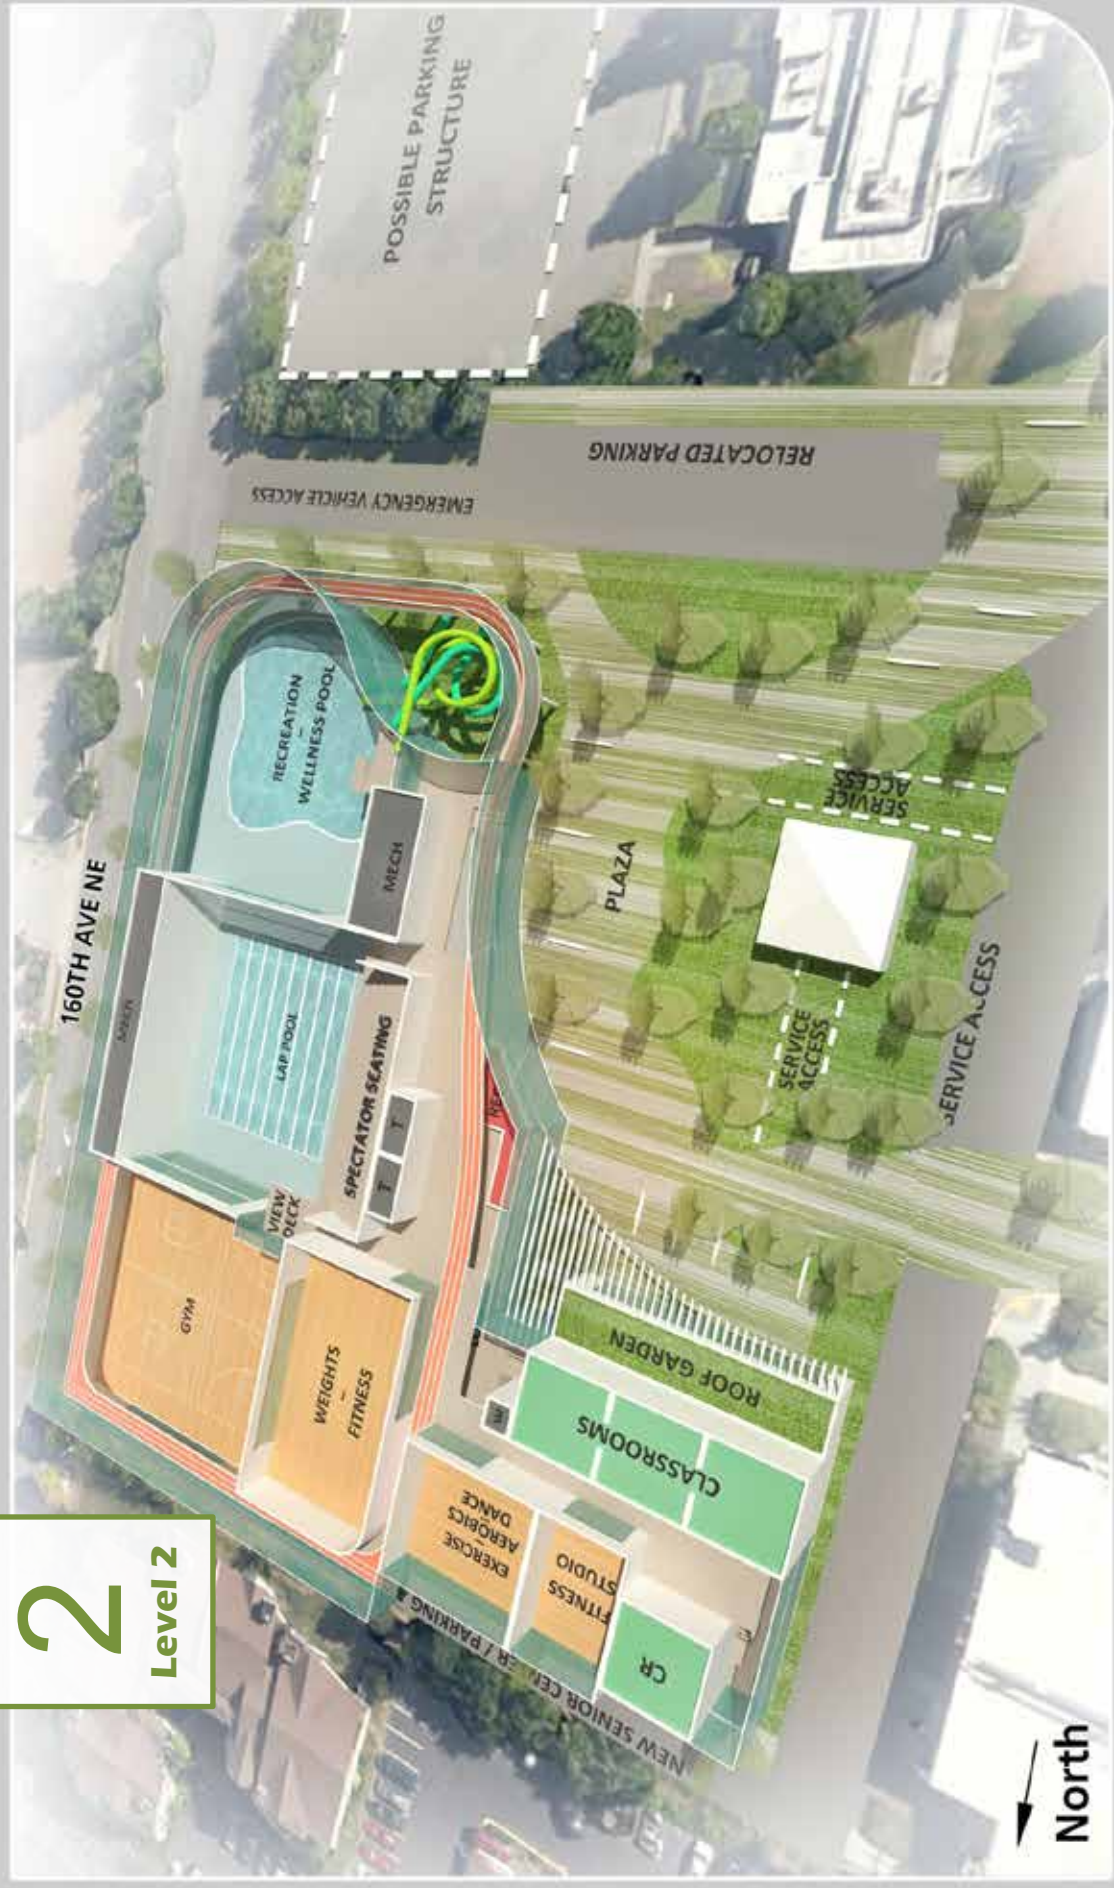 2
Level 2
160TH AVE NE
POSSIBLE PARKING
STRUCTURE
EMERGENCY VEHICLE ACCESS
RELOCATED PARKING
RECREATION
–
WELLNESS POOL
MECH
MECH
LAP POOL
SPECTATOR SEATING
T
T
VIEW
DECK
GYM
WEIGHTS
–
FITNESS
PLAZA
SERVICE
ACCESS
SERVICE
ACCESS
SERVICE ACCESS
ROOF GARDEN
CLASSROOMS
EXERCISE
–
AEROBICS
–
DANCE
FITNESS
STUDIO
CR
NEW SENIOR CENTER / PARKING
North